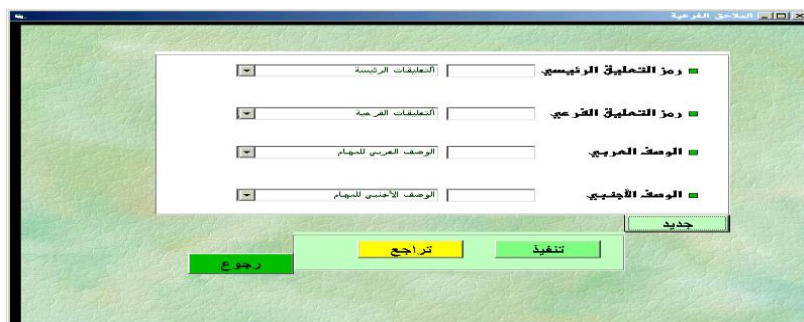 الملاحق الفرعية
رمز التعليق الرئيسي التعليقات الرئيسة
رمز التعليق الفرعي التعليقات الفرعية
الوصف العربي الوصف العربي للمهام
الوصف الأجنبي الوصف الأجنبي للمهام
جديد
تنفيذ تراجع
رجوع